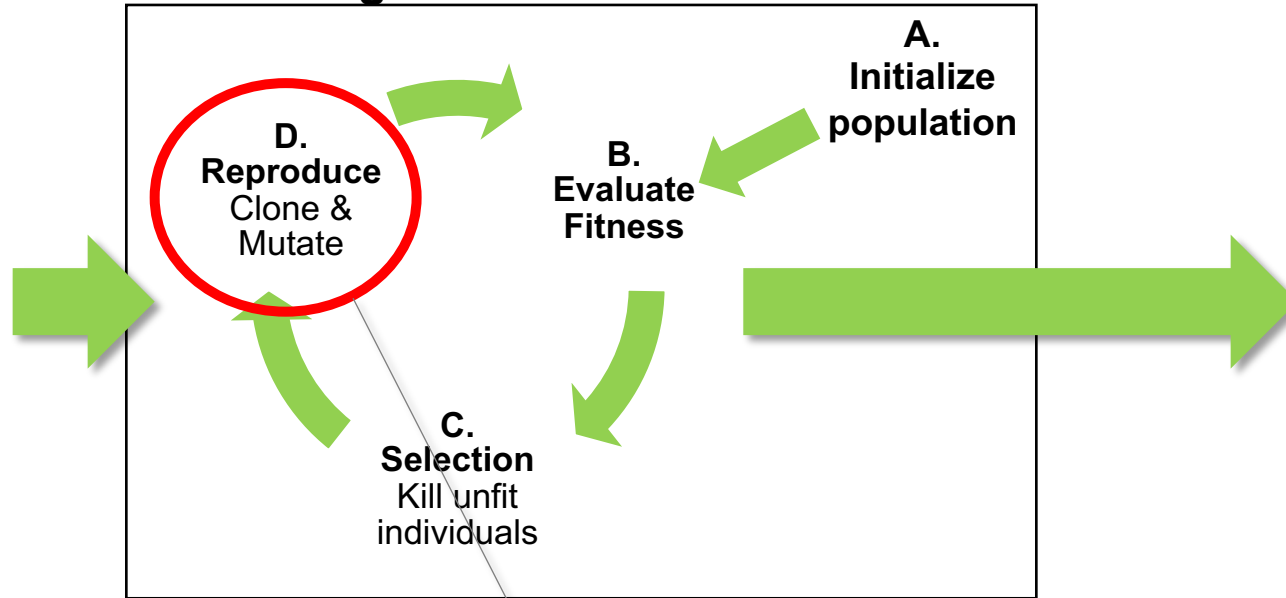 A.
Initialize
population
D.
Reproduce
Clone &
Mutate
B.
Evaluate
Fitness
C.
Selection
Kill unfit
individuals